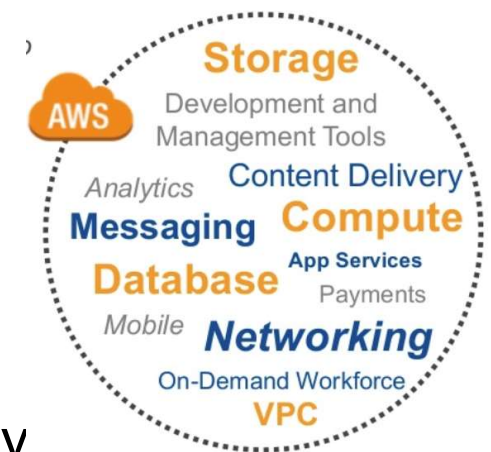 Storage
AWS
Development and
Management Tools
Analytics
Content Delivery
Messaging
Compute
App Services
Database
Payments
Mobile
Networking
On-Demand Workforce
VPC